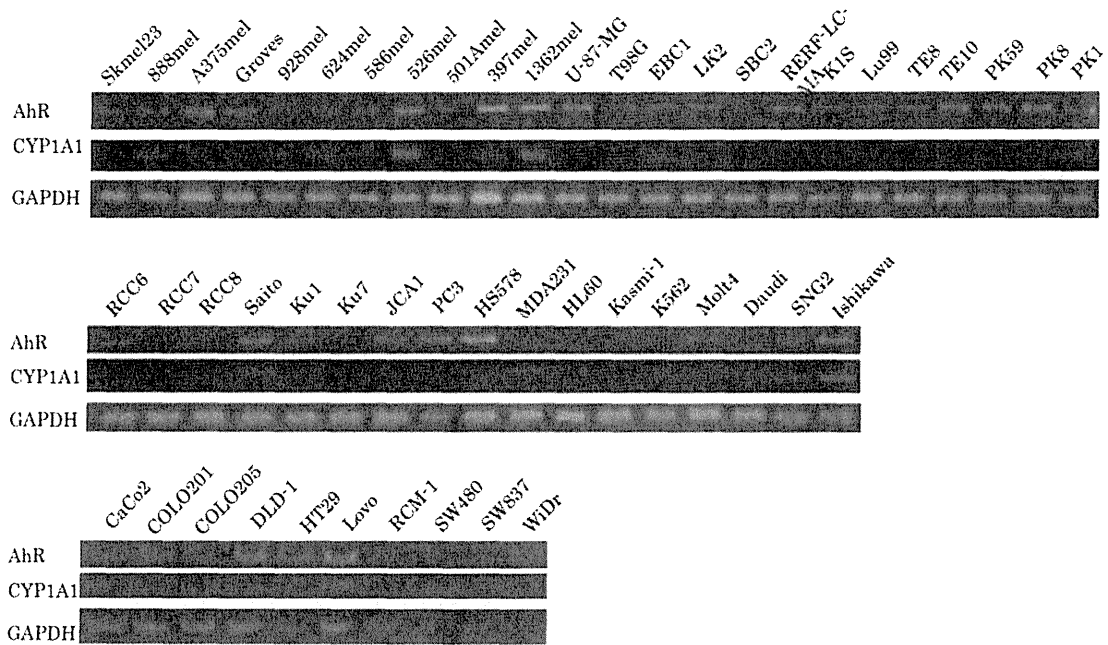 Skmel23
888mel
A375mel
Groves
928mel
624mel
586mel
526mel
501Amel
397mel
1362mel
U-87-MG
T98G
EBC1
LK2
SBC2
RERF-LC-
MA
K1S
Lu99
TE8
TE10
PK59
PK8
PK1
AhR
CYP1A1
GAPDH
RCC6
RCC7
RCC8
Saito
Ku1
Ku7
JCA1
PC3
HS578
MDA231
HL60
Kasmi-1
K562
Molt4
Daudi
SNG2
Ishikawa
AhR
CYP1A1
GAPDH
CaCo2
COLO201
COLO205
DLD-1
HT29
Lovo
RCM-1
SW480
SW837
WiDr
AhR
CYP1A1
GAPDH